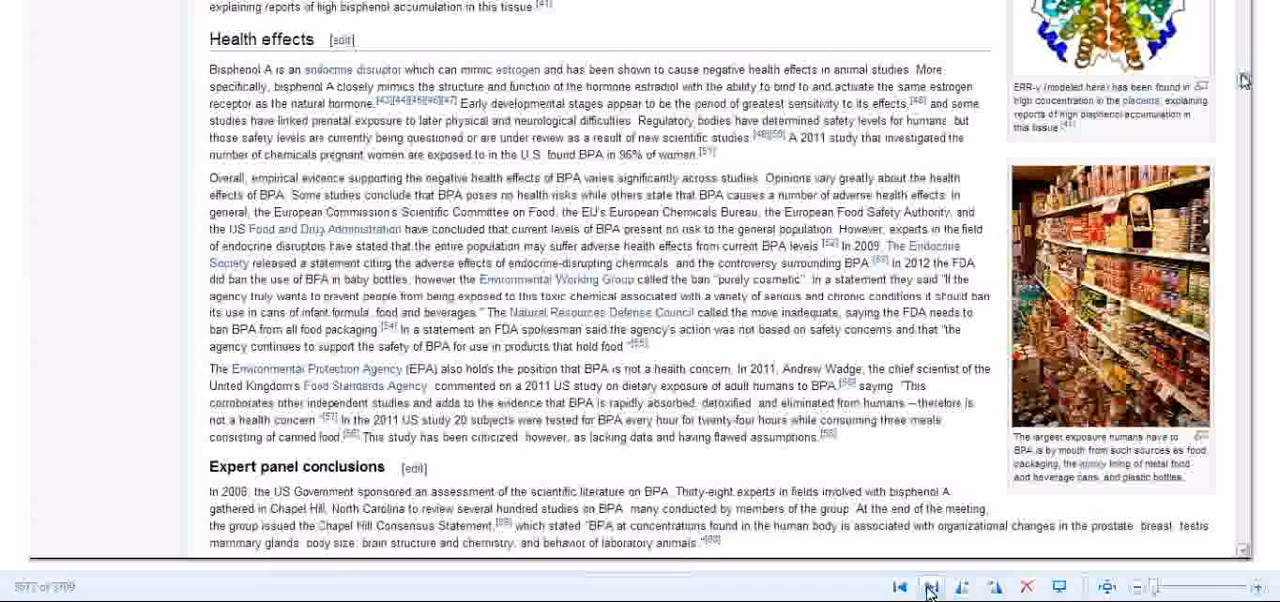 explaining reports of high bisphenol accumulation in this tissue.[41]
Health effects [edit]
Bisphenol A is an endocrine disruptor which can mimic estrogen and has been shown to cause negative health effects in animal studies. More
specifically, bisphenol A closely mimics the structure and function of the hormone estradiol with the ability to bind to and activate the same estrogen
receptor as the natural hormone.[43][44][45][46][47] Early developmental stages appear to be the period of greatest sensitivity to its effects,[48] and some
studies have linked prenatal exposure to later physical and neurological difficulties. Regulatory bodies have determined safety levels for humans, but
those safety levels are currently being questioned or are under review as a result of new scientific studies.[49][50] A 2011 study that investigated the
number of chemicals pregnant women are exposed to in the U.S. found BPA in 96% of women.[51]
Overall, empirical evidence supporting the negative health effects of BPA varies significantly across studies. Opinions vary greatly about the health
effects of BPA. Some studies conclude that BPA poses no health risks while others state that BPA causes a number of adverse health effects. In
general, the European Commission's Scientific Committee on Food, the EU's European Chemicals Bureau, the European Food Safety Authority, and
the US Food and Drug Administration have concluded that current levels of BPA present no risk to the general population. However, experts in the field
of endocrine disruptors have stated that the entire population may suffer adverse health effects from current BPA levels.[52] In 2009, The Endocrine
Society released a statement citing the adverse effects of endocrine-disrupting chemicals, and the controversy surrounding BPA.[53] In 2012 the FDA
did ban the use of BPA in baby bottles, however the Environmental Working Group called the ban "purely cosmetic". In a statement they said "If the
agency truly wants to prevent people from being exposed to this toxic chemical associated with a variety of serious and chronic conditions it should ban
its use in cans of infant formula, food and beverages." The Natural Resources Defense Council called the move inadequate, saying the FDA needs to
ban BPA from all food packaging.[54] In a statement an FDA spokesman said the agency's action was not based on safety concerns and that "the
agency continues to support the safety of BPA for use in products that hold food."[55]
The Environmental Protection Agency (EPA) also holds the position that BPA is not a health concern. In 2011, Andrew Wadge, the chief scientist of the
United Kingdom's Food Standards Agency, commented on a 2011 US study on dietary exposure of adult humans to BPA,[56] saying, "This
corroborates other independent studies and adds to the evidence that BPA is rapidly absorbed, detoxified, and eliminated from humans – therefore is
not a health concern."[57] In the 2011 US study 20 subjects were tested for BPA every hour for twenty-four hours while consuming three meals
consisting of canned food.[56] This study has been criticized, however, as lacking data and having flawed assumptions.[58]
Expert panel conclusions [edit]
In 2006, the US Government sponsored an assessment of the scientific literature on BPA. Thirty-eight experts in fields involved with bisphenol A
gathered in Chapel Hill, North Carolina to review several hundred studies on BPA, many conducted by members of the group. At the end of the meeting,
the group issued the Chapel Hill Consensus Statement,[59] which stated "BPA at concentrations found in the human body is associated with organizational changes in the prostate, breast, testis,
mammary glands, body size, brain structure and chemistry, and behavior of laboratory animals."[60]
ERR-γ (modeled here) has been found in
high concentration in the placenta, explaining
reports of high bisphenol accumulation in
this tissue.[41]
The largest exposure humans have to
BPA is by mouth from such sources as food
packaging, the epoxy lining of metal food
and beverage cans, and plastic bottles.